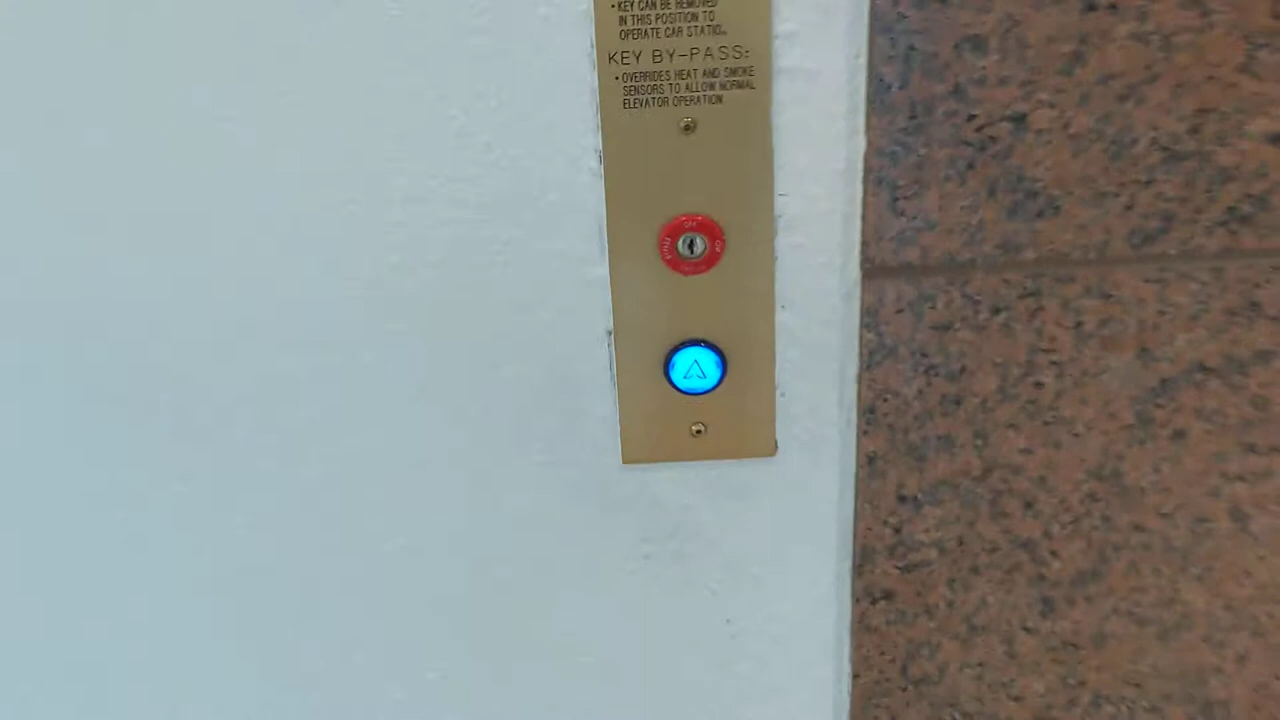 • KEY CAN BE REMOVED
IN THIS POSITION TO
OPERATE CAR
KEY BY-PASS:
• OVERRIDES HEAT AND SMOKE
SENSORS TO ALLOW NORMAL
ELEVATOR OPERATION
ON